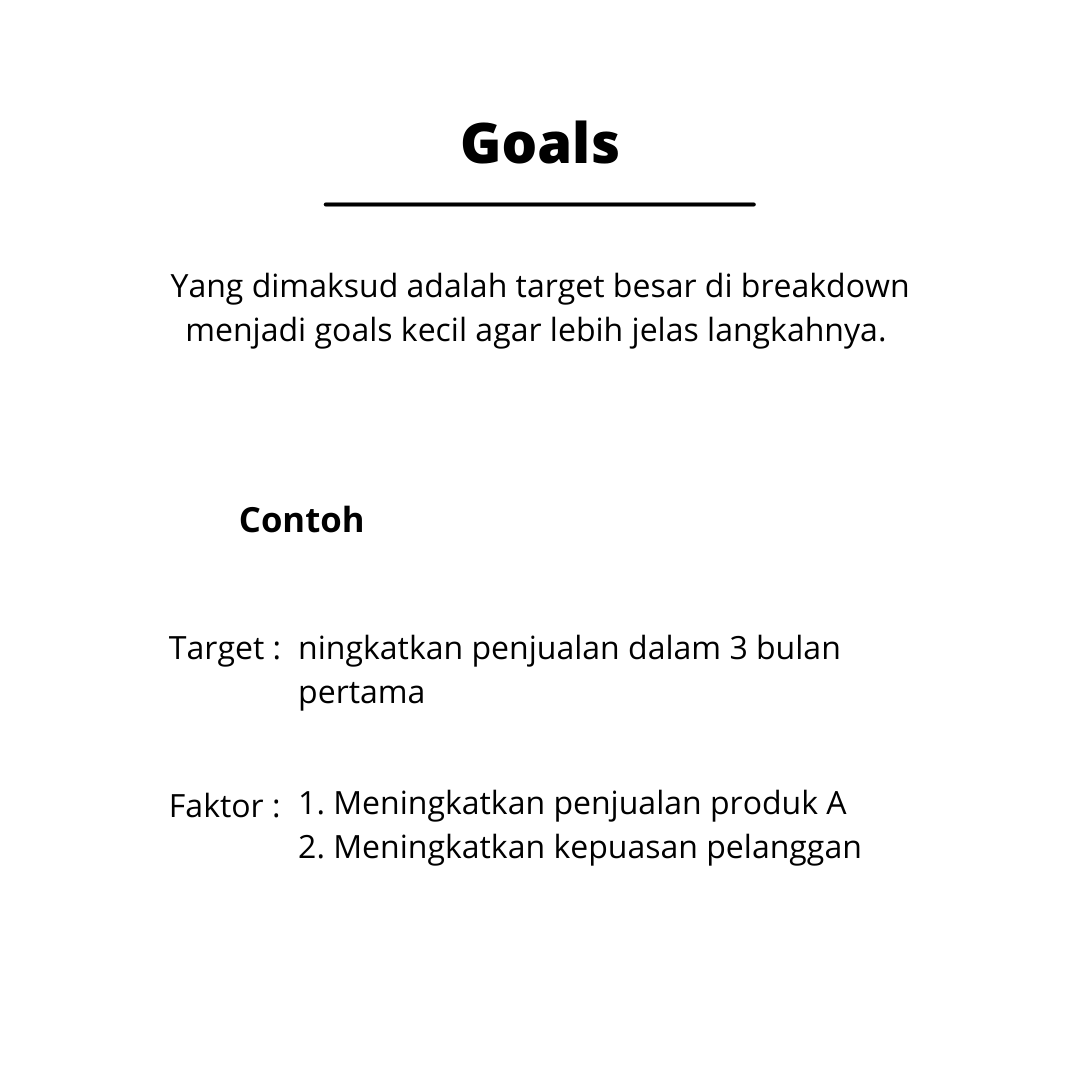 Goals
Yang dimaksud adalah target besar di breakdown
menjadi goals kecil agar lebih jelas langkahnya.
Contoh
Target : ningkatkan penjualan dalam 3 bulan
pertama
Faktor : 1. Meningkatkan penjualan produk A
2. Meningkatkan kepuasan pelanggan